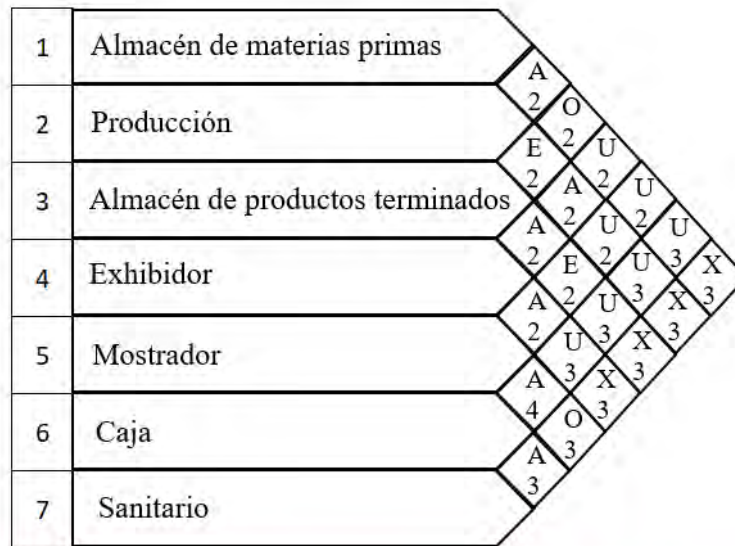 1 Almacén de materias primas
2 Producción
3 Almacén de productos terminados
4 Exhibidor
5 Mostrador
6 Caja
7 Sanitario
A
2
E
2
A
2
A
2
A
4
A
3
O
2
A
2
E
2
U
3
O
3
U
2
U
2
U
3
X
3
U
2
U
3
X
3
U
3
X
3
X
3